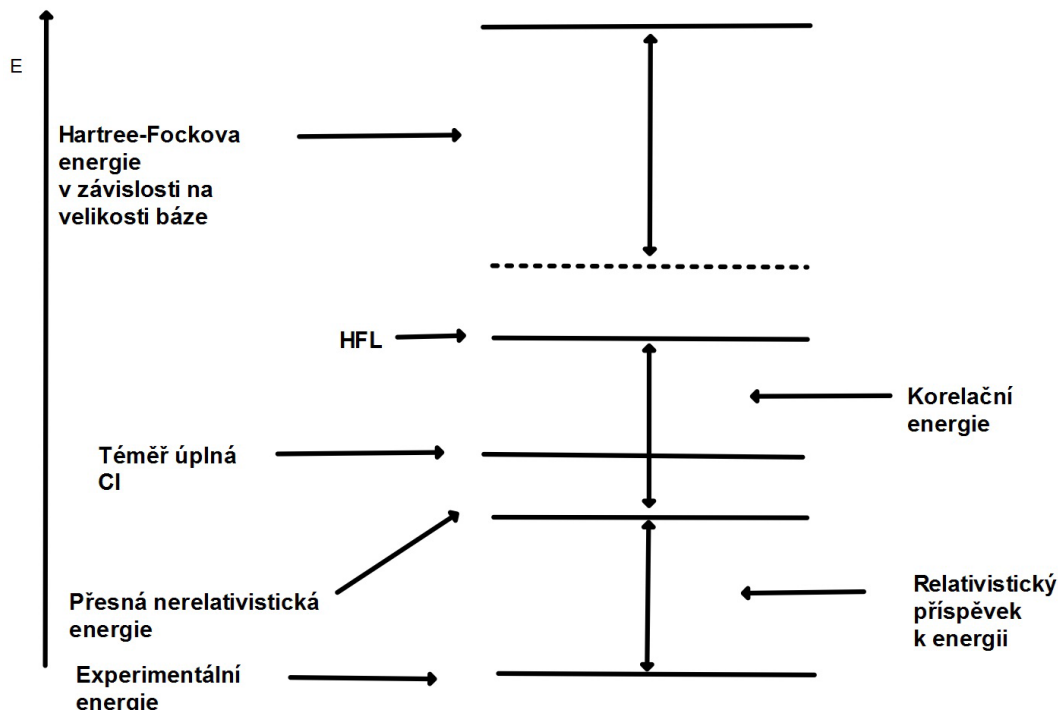 E
Hartree-Fockova
energie
v závislosti na
velikosti báze
HFL
Korelační
energie
Téměř úplná
CI
Přesná nerelativistická
energie
Relativistický
příspěvek
k energii
Experimentální
energie